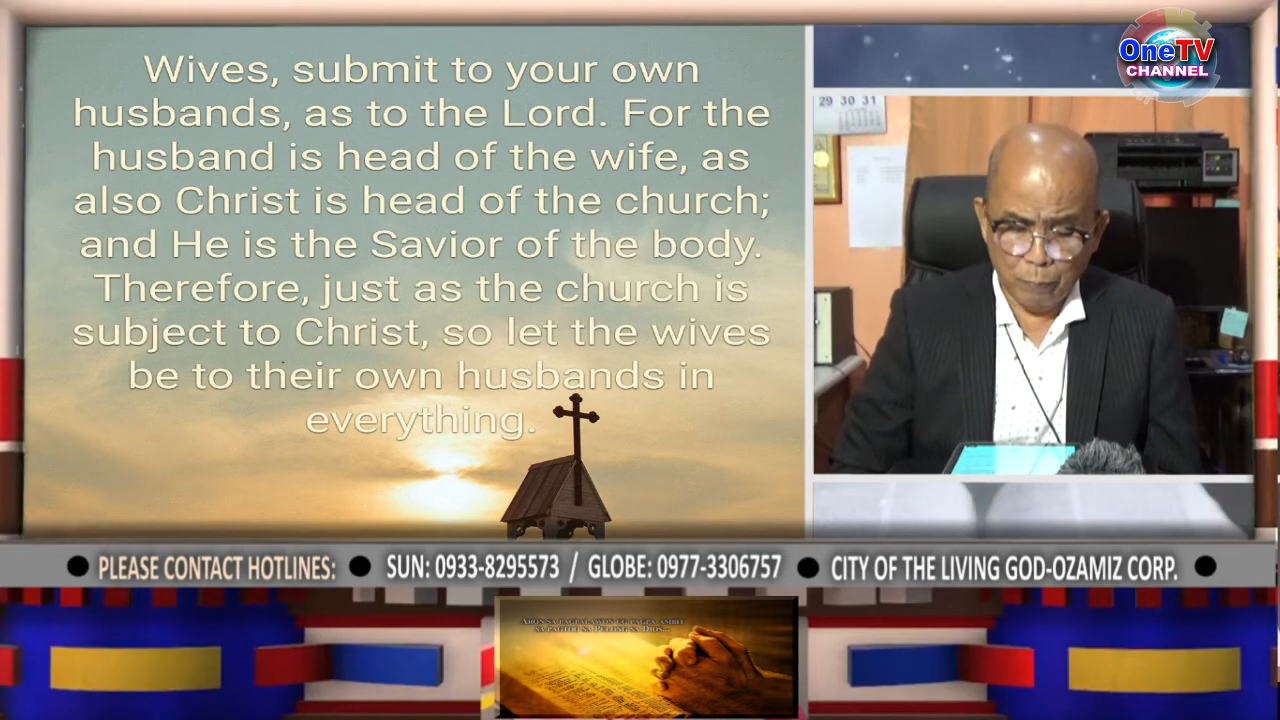 Wives, submit to your own
husbands, as to the Lord. For the
husband is head of the wife, as
also Christ is head of the church;
and He is the Savior of the body.
Therefore, just as the church is
subject to Christ, so let the wives
be to their own husbands in
everything.
OneTV
CHANNEL
29 30 31
PLEASE CONTACT HOTLINES: SUN: 0933-8295573 / GLOBE: 0977-3306757 CITY OF THE LIVING GOD-OZAMIZ CORP.